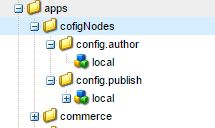 apps
cofigNodes
config.author
local
config.publish
local
commerce